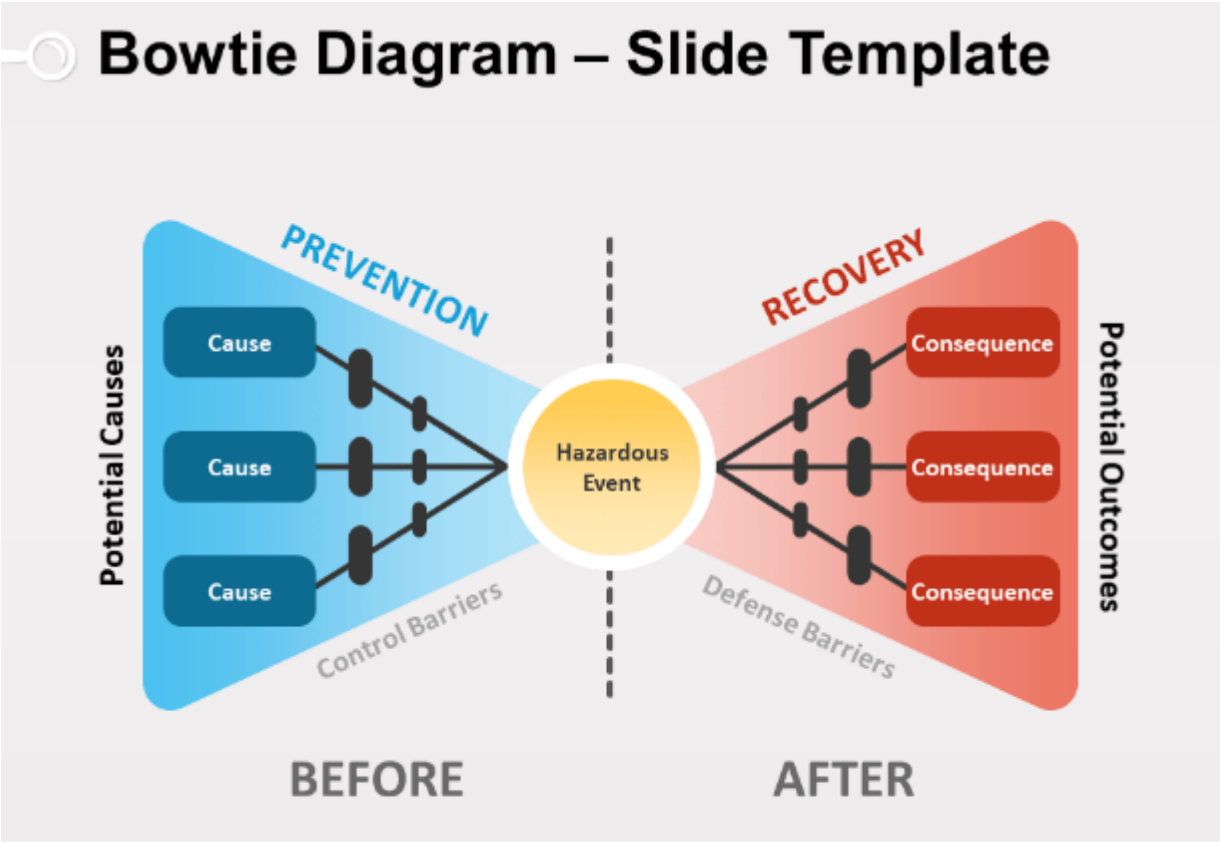 Bowtie Diagram – Slide Template
PREVENTION
RECOVERY
Potential Causes
Cause
Cause
Cause
Hazardous
Event
Consequence
Consequence
Consequence
Potential Outcomes
Control Barriers
Defense Barriers
BEFORE
AFTER